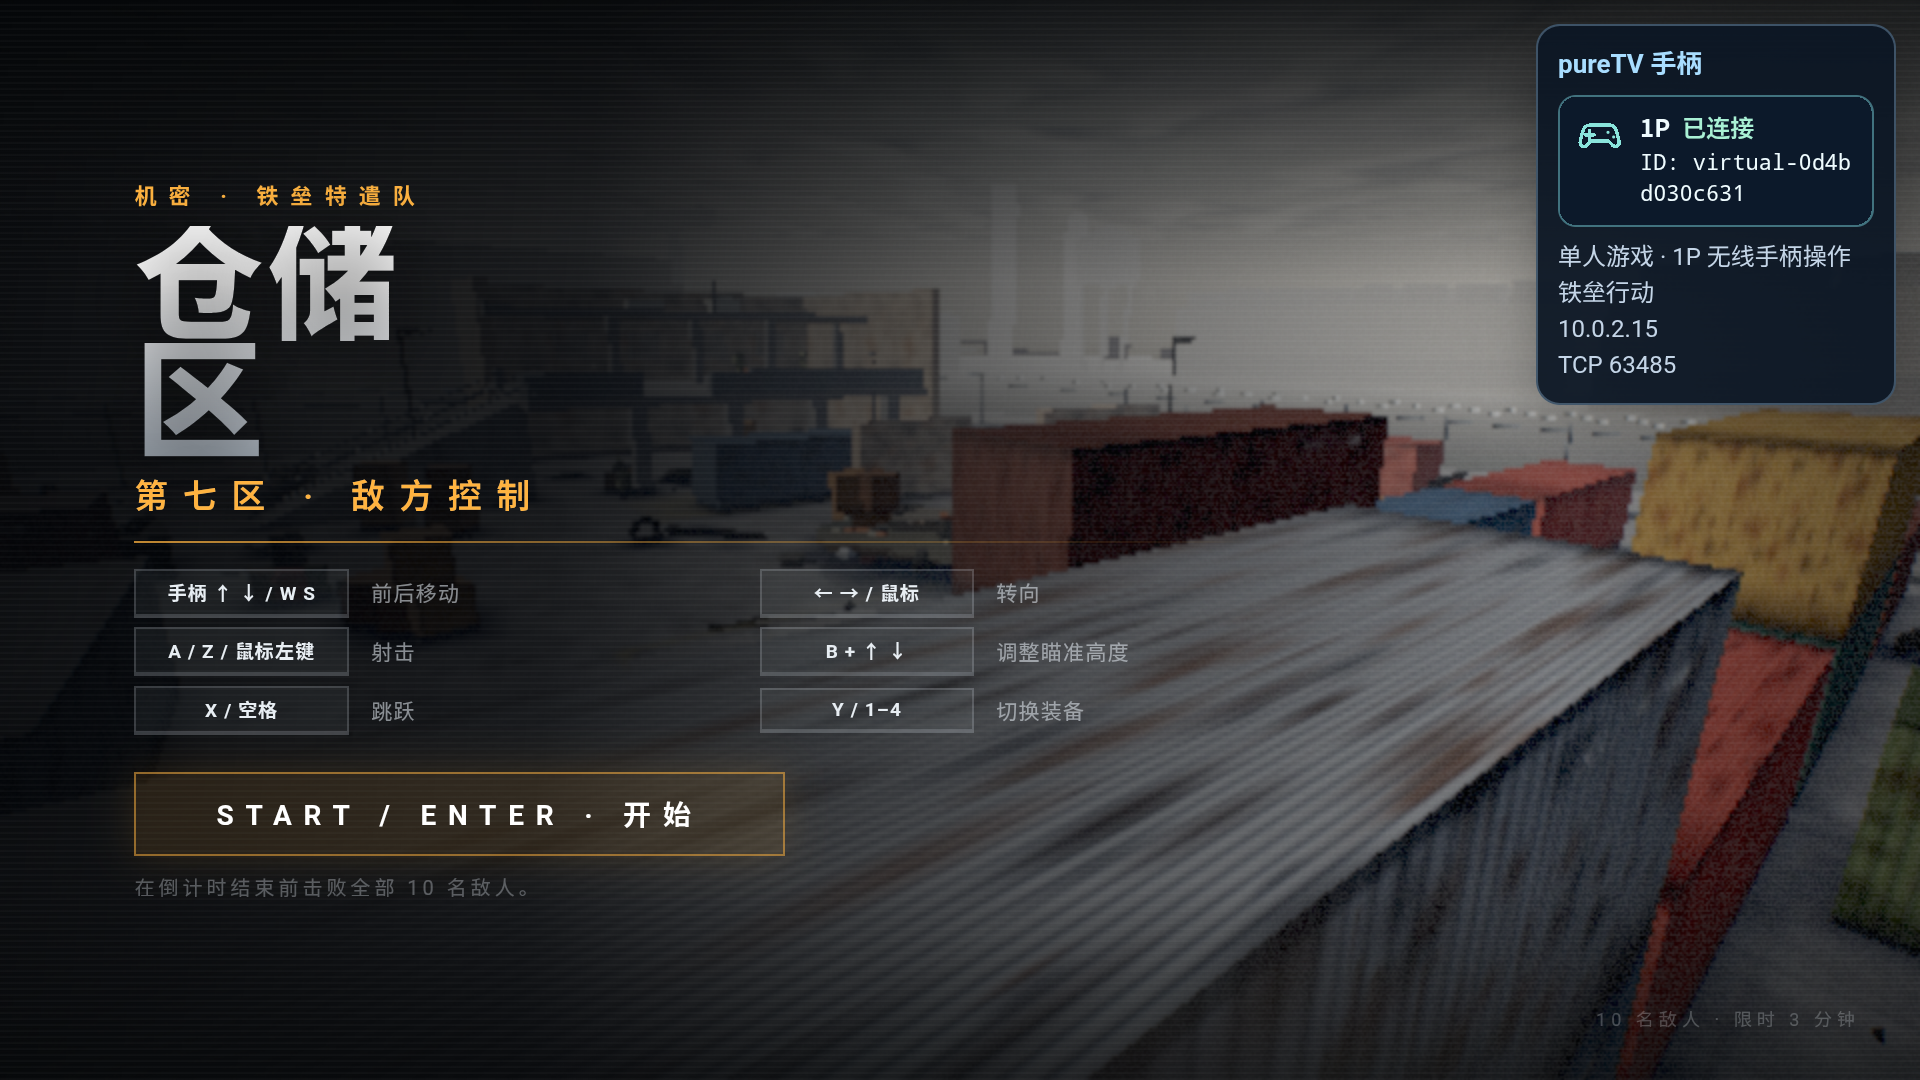 机密 · 铁垒特遣队
仓储
区
第七区 · 敌方控制
手柄 ↑ ↓ / W S 前后移动
← → / 鼠标 转向
A / Z / 鼠标左键 射击
B + ↑ ↓ 调整瞄准高度
X / 空格 跳跃
Y / 1–4 切换装备
START / ENTER · 开始
在倒计时结束前击败全部 10 名敌人。
pureTV 手柄
1P 已连接
ID: virtual-0d4b
d030c631
单人游戏 · 1P 无线手柄操作
铁垒行动
10.0.2.15
TCP 63485
10 名敌人 · 限时 3 分钟